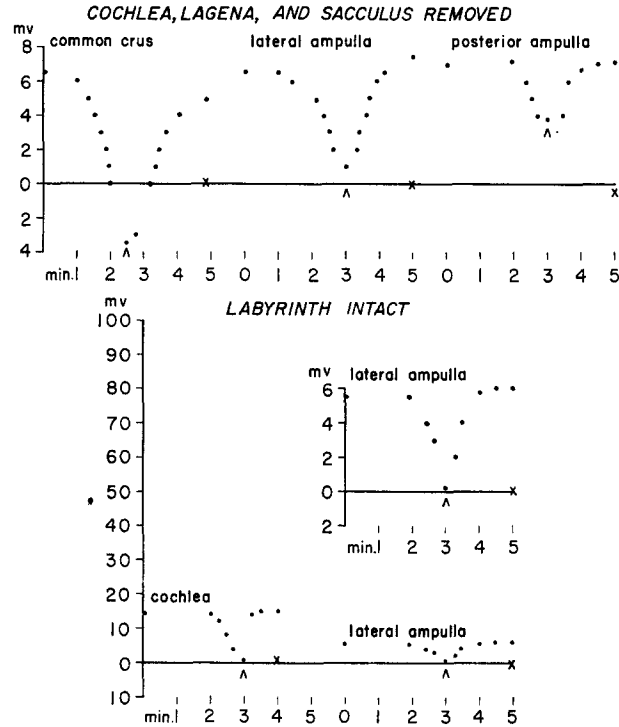 COCHLEA, LAGENA, AND SACCULUS REMOVED
mv
common crus
lateral ampulla
posterior ampulla
8
6
4
2
0
2
4
min. 1 2 3 4 5 0 1 2 3 4 5 0 1 2 3 4 5
LABYRINTH INTACT
mv
100
90
80
70
60
50
40
30
20
10
0
10
cochlea
lateral ampulla
min. 1 2 3 4 5 0 1 2 3 4 5
mv
lateral ampulla
6
4
2
0
2
min. 1 2 3 4 5